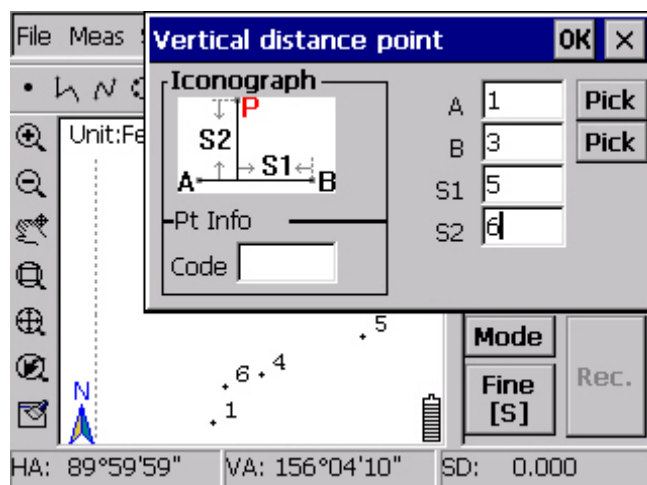 File Meas
Vertical distance point OK ×
Iconograph
P
S2
S1
A B
Pt Info
Code
A 1 Pick
B 3 Pick
S1 5
S2 6
Unit:Fe
5
6 4
1
N
Mode
Fine
[S]
Rec.
HA: 89°59'59" VA: 156°04'10" SD: 0.000